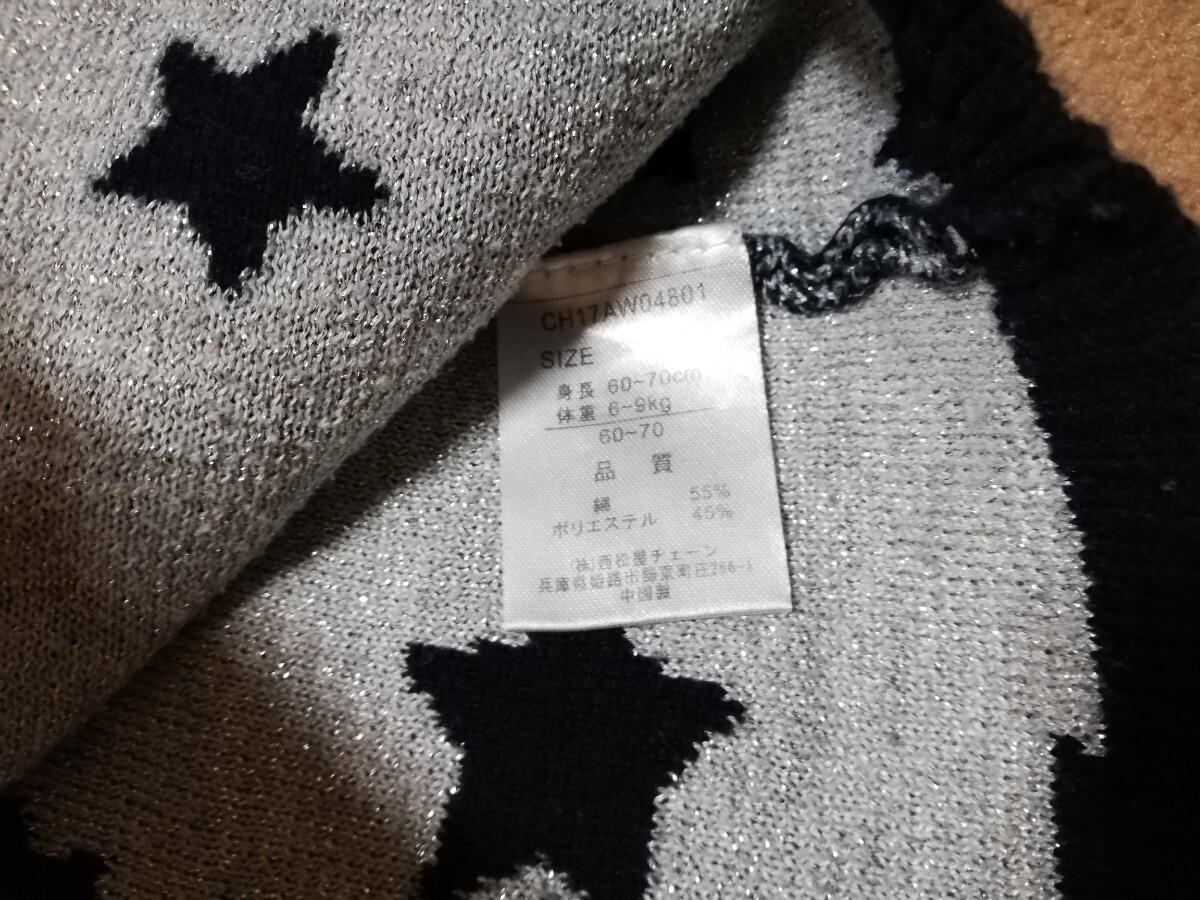 CH17AW04801
SIZE
身長 60~70cm
体重 6~9kg
60~70
品 質
綿 55%
ポリエステル 45%
(株)西松屋チェーン
兵庫県姫路市飾東町庄266-1
中国製